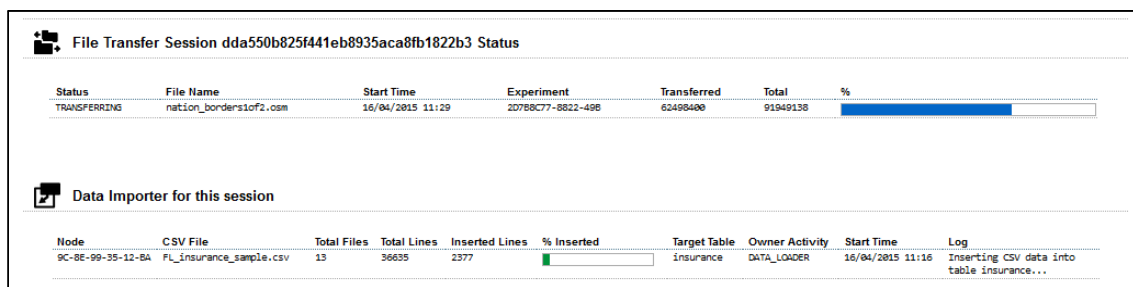 File Transfer Session dda550b825f441eb8935aca8fb1822b3 Status
Status File Name Start Time Experiment Transferred Total %
TRANSFERRING nation_borders1of2.osm 16/04/2015 11:29 2D7B8C77-8822-49B 62498400 91949138
Data Importer for this session
Node CSV File Total Files Total Lines Inserted Lines % Inserted Target Table Owner Activity Start Time Log
9C-8E-99-35-12-BA FL_insurance_sample.csv 13 36635 2377 insurance DATA_LOADER 16/04/2015 11:16 Inserting CSV data into
table insurance...